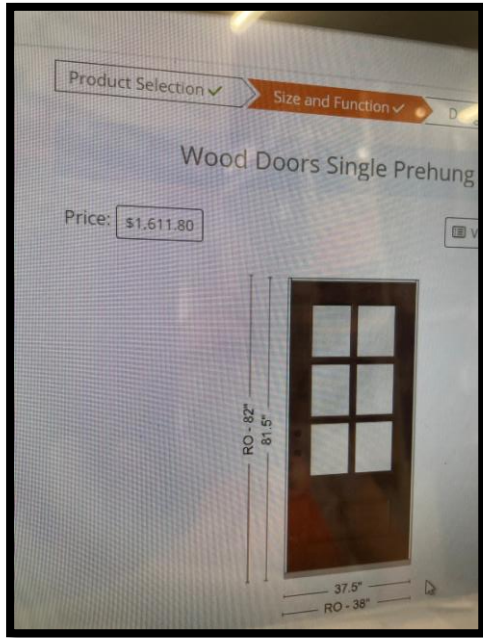 Product Selection ✓
Size and Function ✓
D
Wood Doors Single Prehung
Price: $1,611.80
V
RO - 82"
81.5"
37.5"
RO - 38"